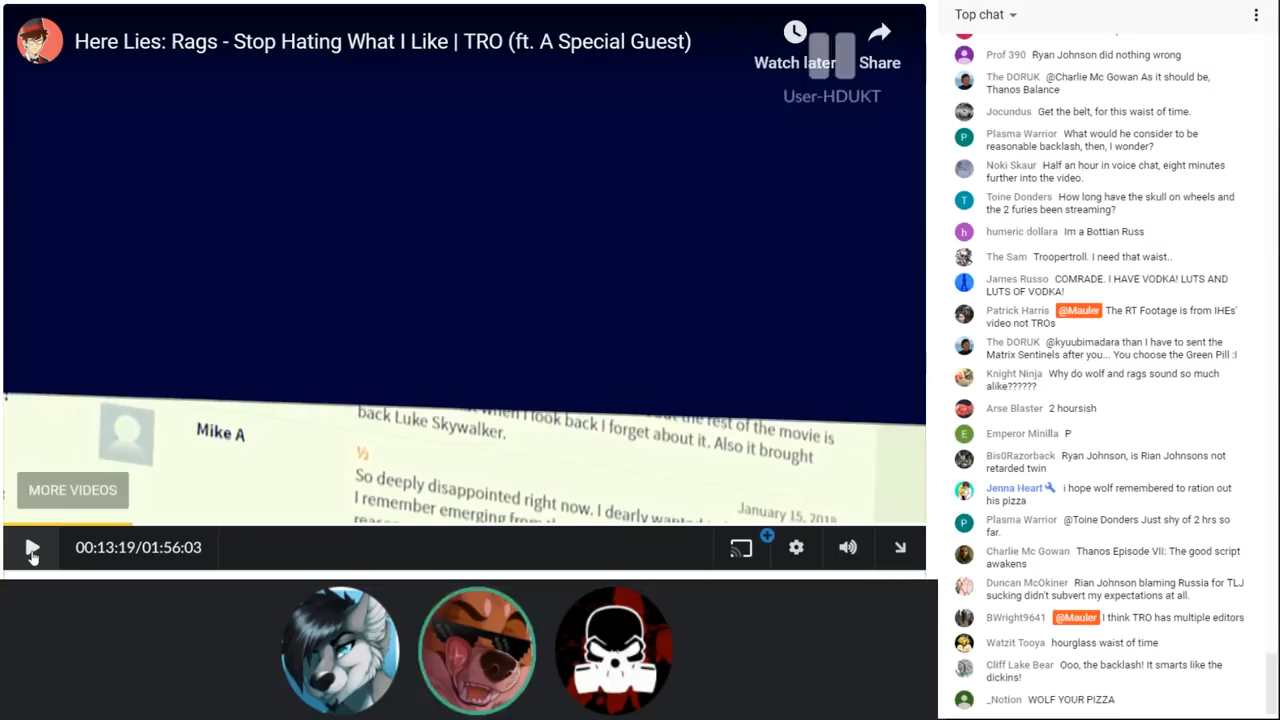 Here Lies: Rags - Stop Hating What I Like | TRO (ft. A Special Guest)
Watch later
Share
User-HDUKT
when I look back I forget about it. Also it brought
but the rest of the movie is
back Luke Skywalker.
Mike A
½
So deeply disappointed right now. I dearly wanted
I remember emerging from the
January 15, 2018
MORE VIDEOS
00:13:19/01:56:03
Top chat
Prof 390 Ryan Johnson did nothing wrong
The DORUK @Charlie Mc Gowan As it should be,
Thanos Balance
Jocundus Get the belt, for this waist of time.
Plasma Warrior What would he consider to be
reasonable backlash, then, I wonder?
Noki Skaur Half an hour in voice chat, eight minutes
further into the video.
Toine Donders How long have the skull on wheels and
the 2 furies been streaming?
humeric dollara Im a Bottian Russ
The Sam Troopertroll. I need that waist..
James Russo COMRADE. I HAVE VODKA! LUTS AND
LUTS OF VODKA!
Patrick Harris @Mauler The RT Footage is from IHEs'
video not TROs
The DORUK @kyuubimadara than I have to sent the
Matrix Sentinels after you... You choose the Green Pill :I
Knight Ninja Why do wolf and rags sound so much
alike??????
Arse Blaster 2 hoursish
Emperor Minilla P
Bis0Razorback Ryan Johnson, is Rian Johnsons not
retarded twin
Jenna Heart i hope wolf remembered to ration out
his pizza
Plasma Warrior @Toine Donders Just shy of 2 hrs so
far.
Charlie Mc Gowan Thanos Episode VII: The good script
awakens
Duncan McOkiner Rian Johnson blaming Russia for TLJ
sucking didn't subvert my expectations at all.
BWright9641 @Mauler I think TRO has multiple editors
Watzit Tooya hourglass waist of time
Cliff Lake Bear Ooo, the backlash! It smarts like the
dickins!
_Notion WOLF YOUR PIZZA